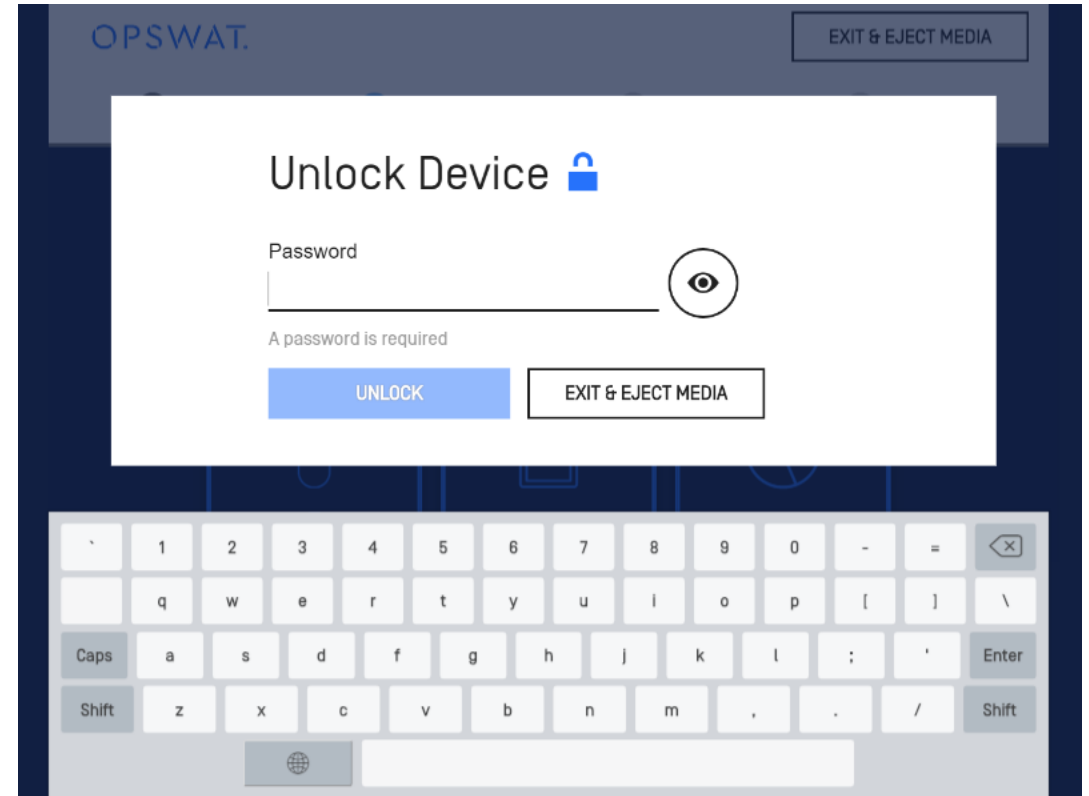 OPSWAT.
EXIT & EJECT MEDIA
Unlock Device
Password
A password is required
UNLOCK
EXIT & EJECT MEDIA
` 1 2 3 4 5 6 7 8 9 0 - =
q w e r t y u i o p [ ] \
Caps a s d f g h j k l ; ' Enter
Shift z x c v b n m , . / Shift